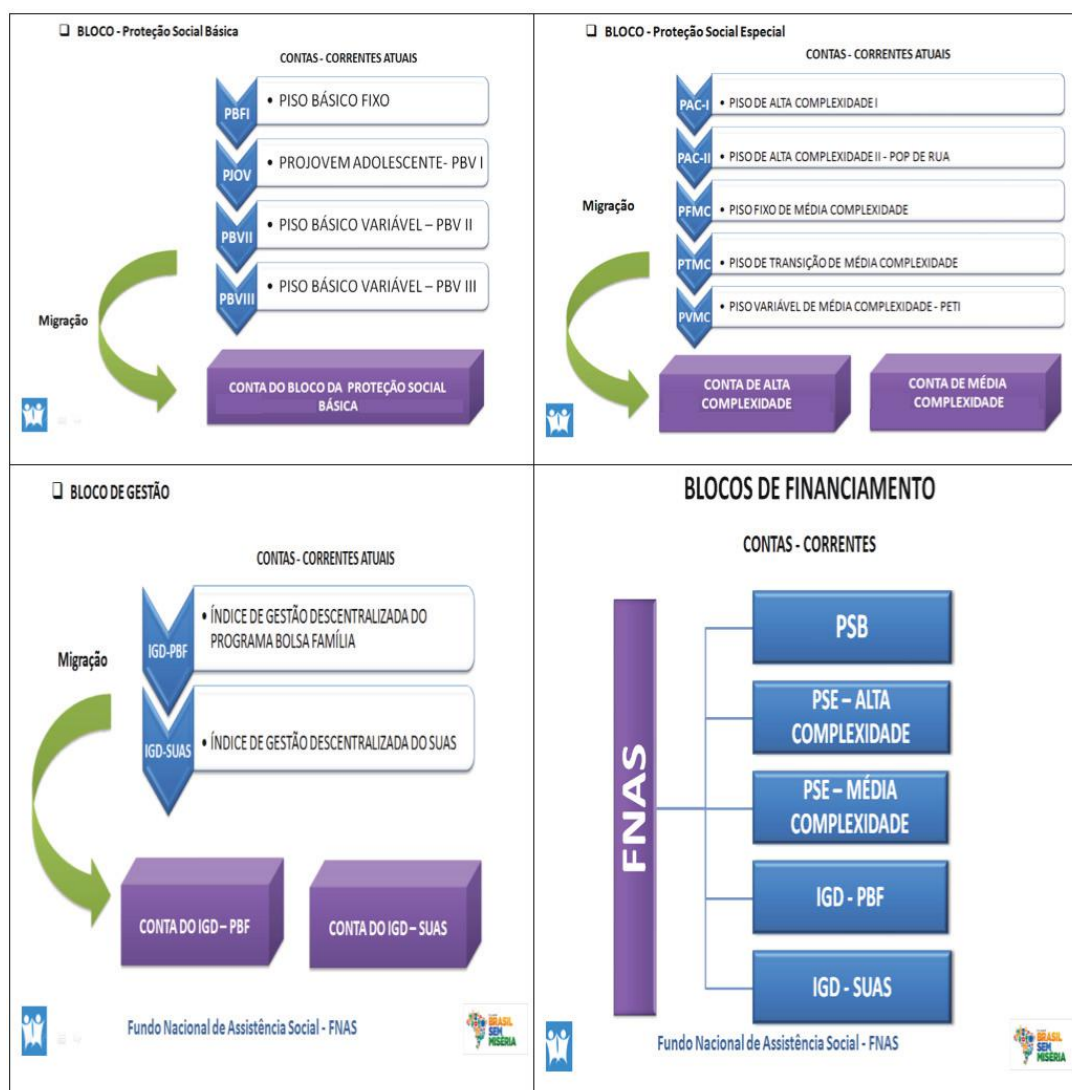 ❑ BLOCO - Proteção Social Básica
CONTAS - CORRENTES ATUAIS
PBFI
• PISO BÁSICO FIXO
PJOV
• PROJOVEM ADOLESCENTE- PBV I
PBVII
• PISO BÁSICO VARIÁVEL – PBV II
PBVIII
• PISO BÁSICO VARIÁVEL – PBV III
Migração
CONTA DO BLOCO DA PROTEÇÃO SOCIAL
BÁSICA
❑ BLOCO - Proteção Social Especial
CONTAS - CORRENTES ATUAIS
PAC-I
• PISO DE ALTA COMPLEXIDADE I
PAC-II
• PISO DE ALTA COMPLEXIDADE II - POP DE RUA
Migração
PFMC
• PISO FIXO DE MÉDIA COMPLEXIDADE
PTMC
• PISO DE TRANSIÇÃO DE MÉDIA COMPLEXIDADE
PVMC
• PISO VARIÁVEL DE MÉDIA COMPLEXIDADE - PETI
CONTA DE ALTA
COMPLEXIDADE
CONTA DE MÉDIA
COMPLEXIDADE
❑ BLOCO DE GESTÃO
CONTAS - CORRENTES ATUAIS
IGD-PBF
• ÍNDICE DE GESTÃO DESCENTRALIZADA DO
PROGRAMA BOLSA FAMÍLIA
Migração
IGD-SUAS
• ÍNDICE DE GESTÃO DESCENTRALIZADA DO SUAS
CONTA DO IGD – PBF
CONTA DO IGD – SUAS
Fundo Nacional de Assistência Social - FNAS
BRASIL
SEM
MISÉRIA
BLOCOS DE FINANCIAMENTO
CONTAS - CORRENTES
FNAS
PSB
PSE – ALTA
COMPLEXIDADE
PSE – MÉDIA
COMPLEXIDADE
IGD - PBF
IGD - SUAS
Fundo Nacional de Assistência Social - FNAS
BRASIL
SEM
MISÉRIA